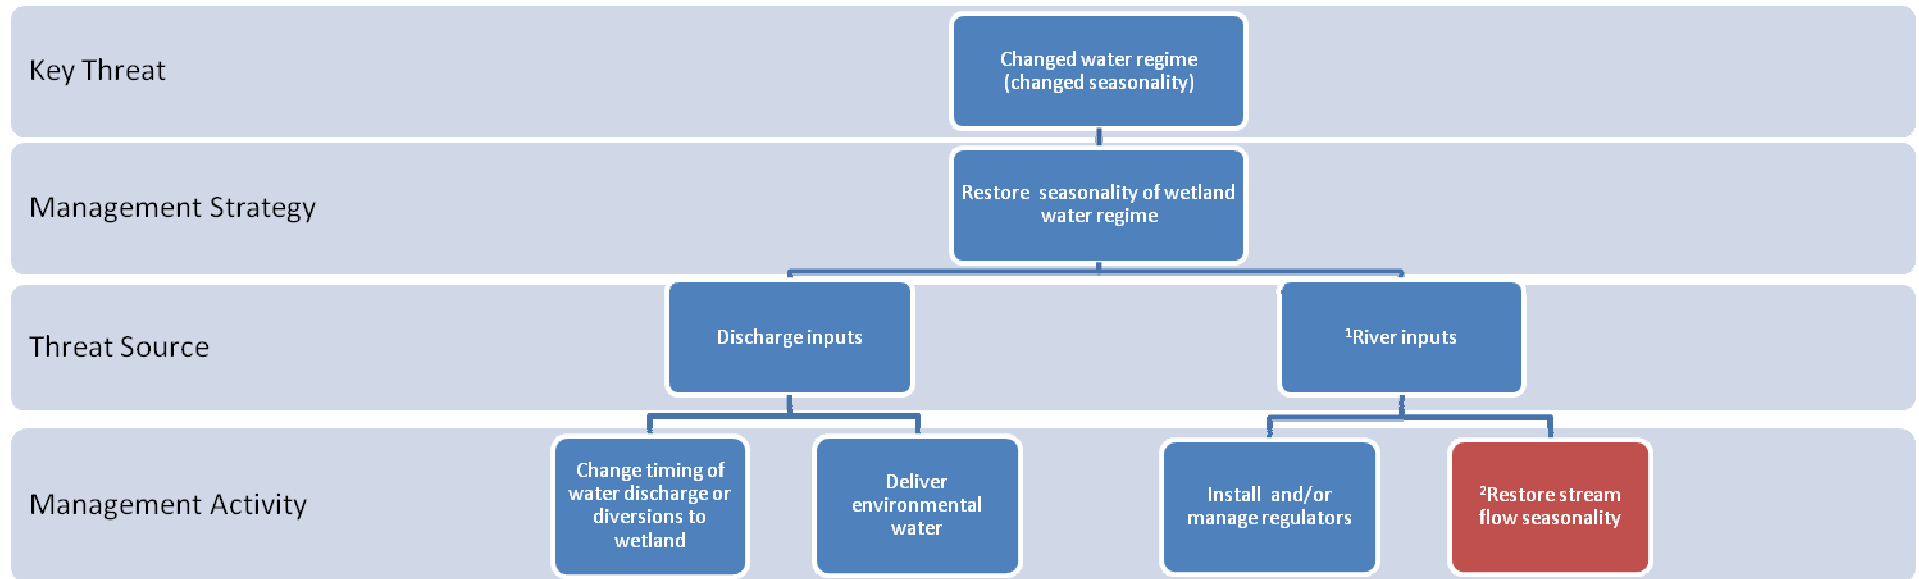 Key Threat
Changed water regime
(changed seasonality)
Management Strategy
Restore seasonality of wetland
water regime
Threat Source
Discharge inputs
¹River inputs
Management Activity
Change timing of
water discharge or
diversions to
wetland
Deliver
environmental
water
Install and/or
manage regulators
²Restore stream
flow seasonality